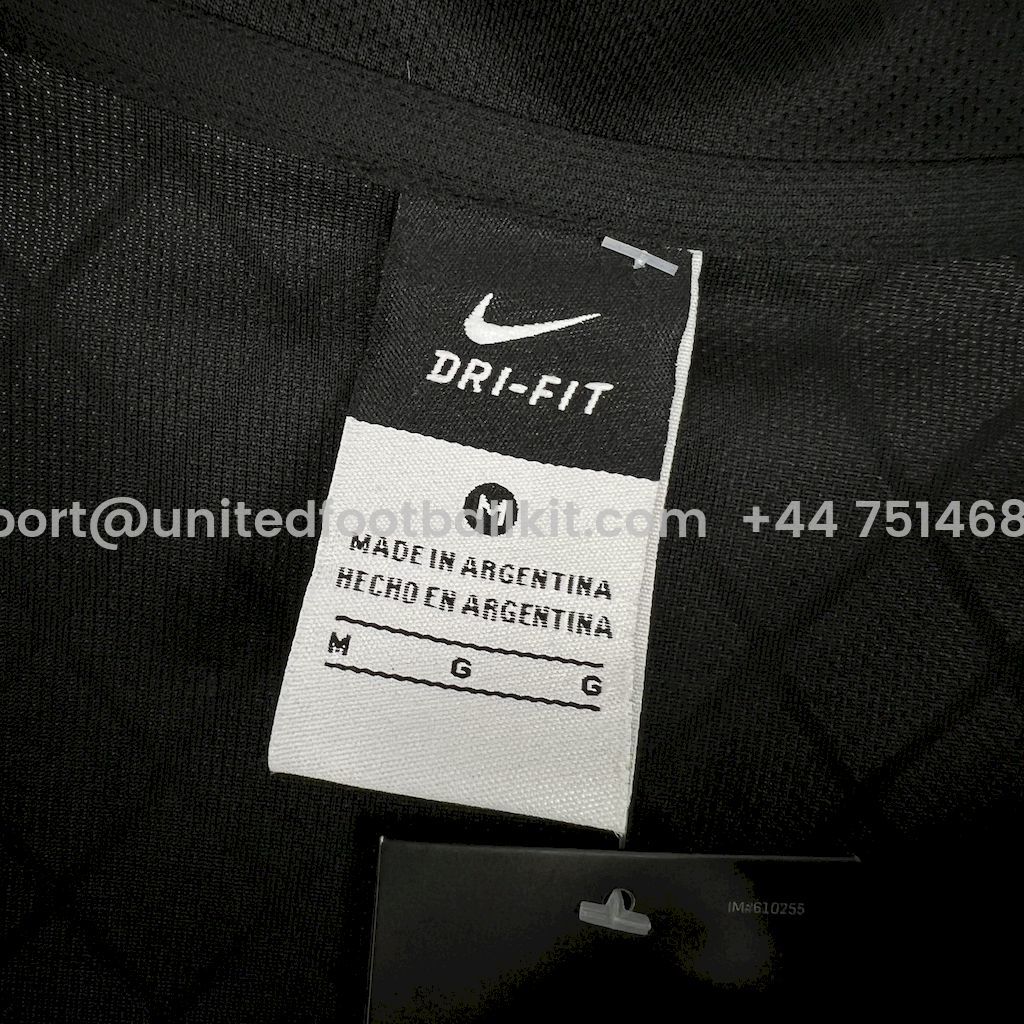 DRI-FIT
M
port@unitedfootballkit.com +44 751468
MADE IN ARGENTINA
HECHO EN ARGENTINA
M G G
IM#610255